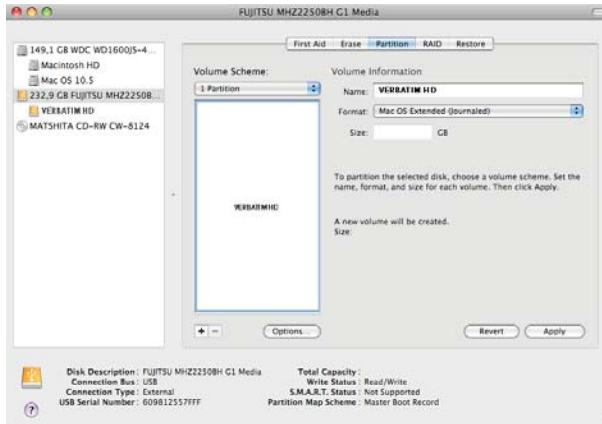 FUJITSU MHZ2250BH G1 Media
149,1 GB WDC WD1600JS-4...
Macintosh HD
Mac OS 10.5
232,9 GB FUJITSU MHZ2250B...
VERBATIM HD
MATSHITA CD-RW CW-8124
First Aid Erase Partition RAID Restore
Volume Scheme:
1 Partition
VERBATIM HD
+ −
Options...
Volume Information
Name: VERBATIM HD
Format: Mac OS Extended (Journaled)
Size: GB
To partition the selected disk, choose a volume scheme. Set the
name, format, and size for each volume. Then click Apply.
A new volume will be created.
Size:
Revert Apply
Disk Description : FUJITSU MHZ2250BH G1 Media
Connection Bus : USB
Connection Type : External
USB Serial Number : 609812557FFF
Total Capacity :
Write Status : Read/Write
S.M.A.R.T. Status : Not Supported
Partition Map Scheme : Master Boot Record
?